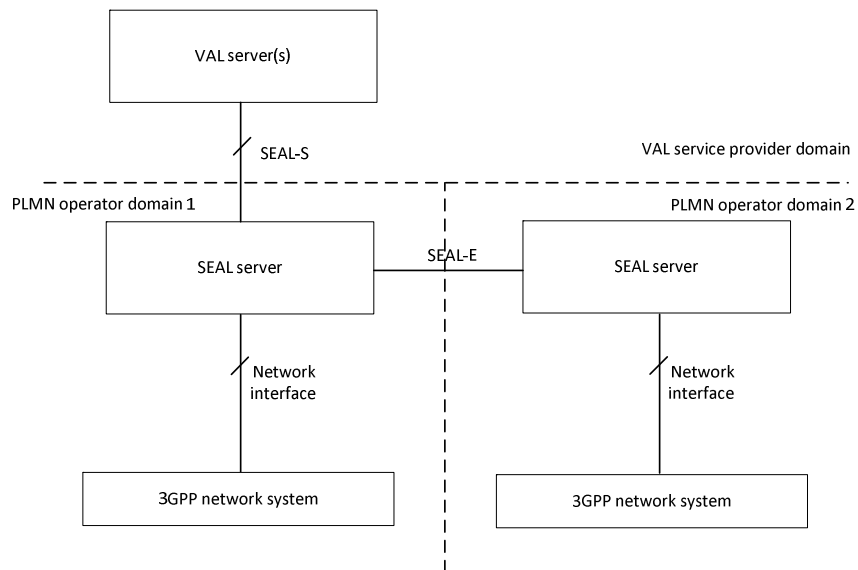 VAL server(s)
SEAL-S
VAL service provider domain
PLMN operator domain 1
PLMN operator domain 2
SEAL server
SEAL-E
SEAL server
Network
interface
Network
interface
3GPP network system
3GPP network system